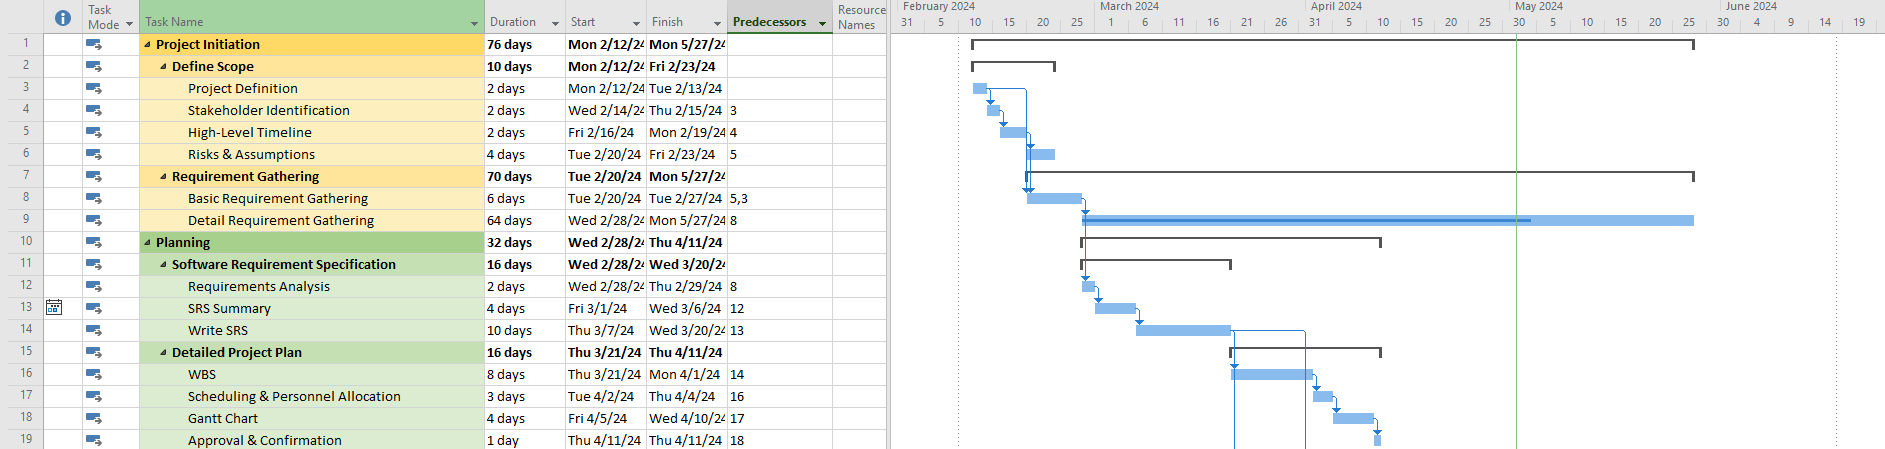 Task Mode Task Name Duration Start Finish Predecessors Resource Names
February 2024 March 2024 April 2024 May 2024 June 2024
31 5 10 15 20 25 1 6 11 16 21 26 31 5 10 15 20 25 30 5 10 15 20 25 30 4 9 14 19
1 Project Initiation 76 days Mon 2/12/24 Mon 5/27/24
2 Define Scope 10 days Mon 2/12/24 Fri 2/23/24
3 Project Definition 2 days Mon 2/12/24 Tue 2/13/24
4 Stakeholder Identification 2 days Wed 2/14/24 Thu 2/15/24 3
5 High-Level Timeline 2 days Fri 2/16/24 Mon 2/19/24 4
6 Risks & Assumptions 4 days Tue 2/20/24 Fri 2/23/24 5
7 Requirement Gathering 70 days Tue 2/20/24 Mon 5/27/24
8 Basic Requirement Gathering 6 days Tue 2/20/24 Tue 2/27/24 5,3
9 Detail Requirement Gathering 64 days Wed 2/28/24 Mon 5/27/24 8
10 Planning 32 days Wed 2/28/24 Thu 4/11/24
11 Software Requirement Specification 16 days Wed 2/28/24 Wed 3/20/24
12 Requirements Analysis 2 days Wed 2/28/24 Thu 2/29/24 8
13 SRS Summary 4 days Fri 3/1/24 Wed 3/6/24 12
14 Write SRS 10 days Thu 3/7/24 Wed 3/20/24 13
15 Detailed Project Plan 16 days Thu 3/21/24 Thu 4/11/24
16 WBS 8 days Thu 3/21/24 Mon 4/1/24 14
17 Scheduling & Personnel Allocation 3 days Tue 4/2/24 Thu 4/4/24 16
18 Gantt Chart 4 days Fri 4/5/24 Wed 4/10/24 17
19 Approval & Confirmation 1 day Thu 4/11/24 Thu 4/11/24 18